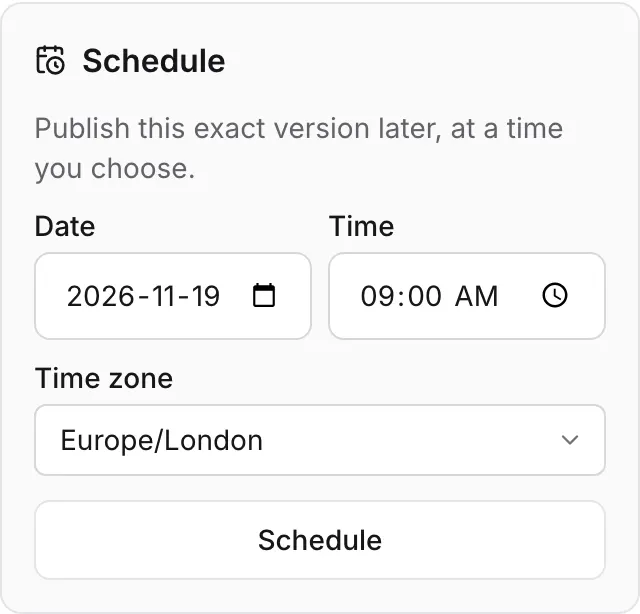 Schedule
Publish this exact version later, at a time
you choose.
Date
Time
2026-11-19
09:00 AM
Time zone
Europe/London
Schedule